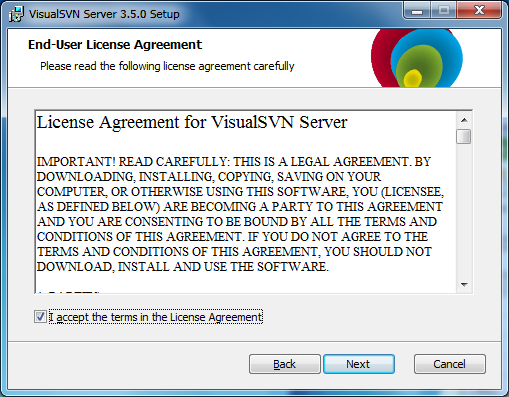 VisualSVN Server 3.5.0 Setup
End-User License Agreement
Please read the following license agreement carefully
License Agreement for VisualSVN Server
IMPORTANT! READ CAREFULLY: THIS IS A LEGAL AGREEMENT. BY
DOWNLOADING, INSTALLING, COPYING, SAVING ON YOUR
COMPUTER, OR OTHERWISE USING THIS SOFTWARE, YOU (LICENSEE,
AS DEFINED BELOW) ARE BECOMING A PARTY TO THIS AGREEMENT
AND YOU ARE CONSENTING TO BE BOUND BY ALL THE TERMS AND
CONDITIONS OF THIS AGREEMENT. IF YOU DO NOT AGREE TO THE
TERMS AND CONDITIONS OF THIS AGREEMENT, YOU SHOULD NOT
DOWNLOAD, INSTALL AND USE THE SOFTWARE.
I accept the terms in the License Agreement
Back Next Cancel